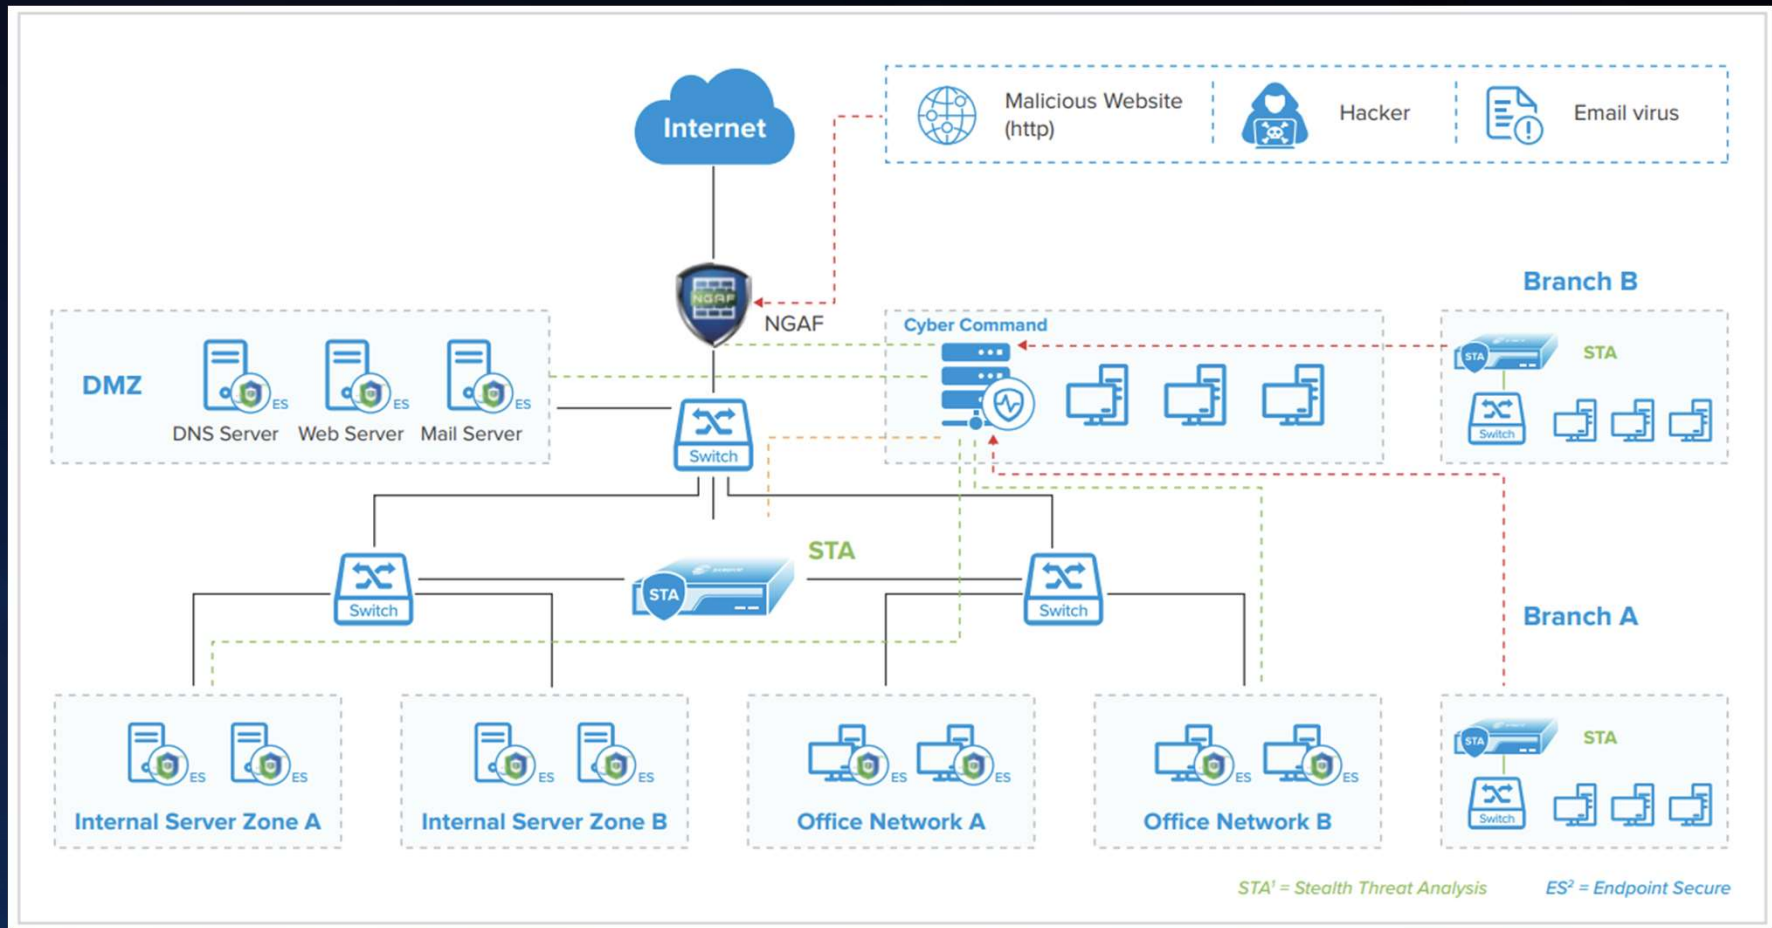 Internet
Malicious Website
(http)
Hacker
Email virus
NGAF
NGAF
Branch B
DMZ
ES
ES
ES
DNS Server
Web Server
Mail Server
Cyber Command
STA
STA
Switch
Switch
STA
STA
Switch
Switch
Branch A
ES
ES
Internal Server Zone A
ES
ES
Internal Server Zone B
ES
ES
Office Network A
ES
ES
Office Network B
STA
STA
Switch
STA¹ = Stealth Threat Analysis
ES² = Endpoint Secure